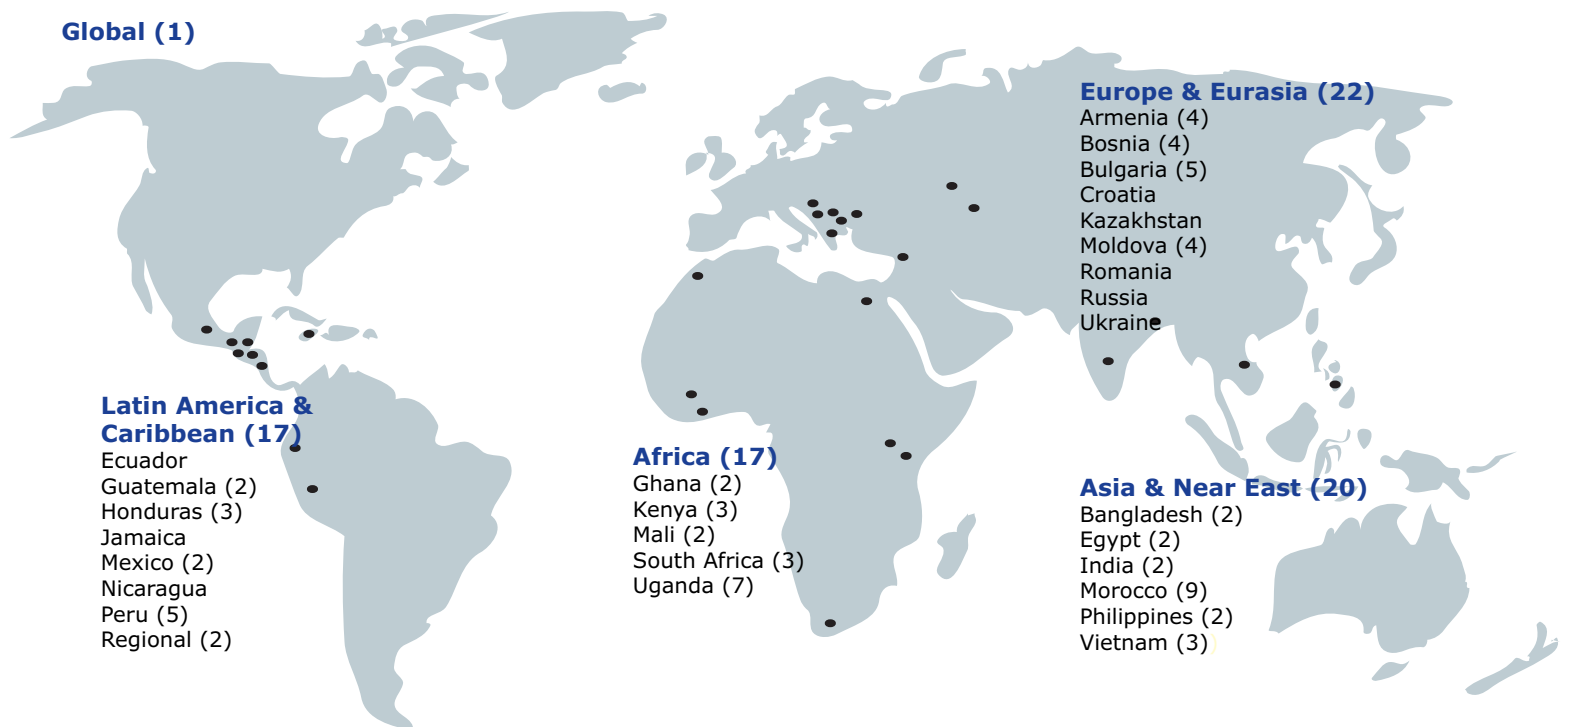 Global (1)
Europe & Eurasia (22)
Armenia (4)
Bosnia (4)
Bulgaria (5)
Croatia
Kazakhstan
Moldova (4)
Romania
Russia
Ukraine
Latin America &
Caribbean (17)
Ecuador
Guatemala (2)
Honduras (3)
Jamaica
Mexico (2)
Nicaragua
Peru (5)
Regional (2)
Africa (17)
Ghana (2)
Kenya (3)
Mali (2)
South Africa (3)
Uganda (7)
Asia & Near East (20)
Bangladesh (2)
Egypt (2)
India (2)
Morocco (9)
Philippines (2)
Vietnam (3)